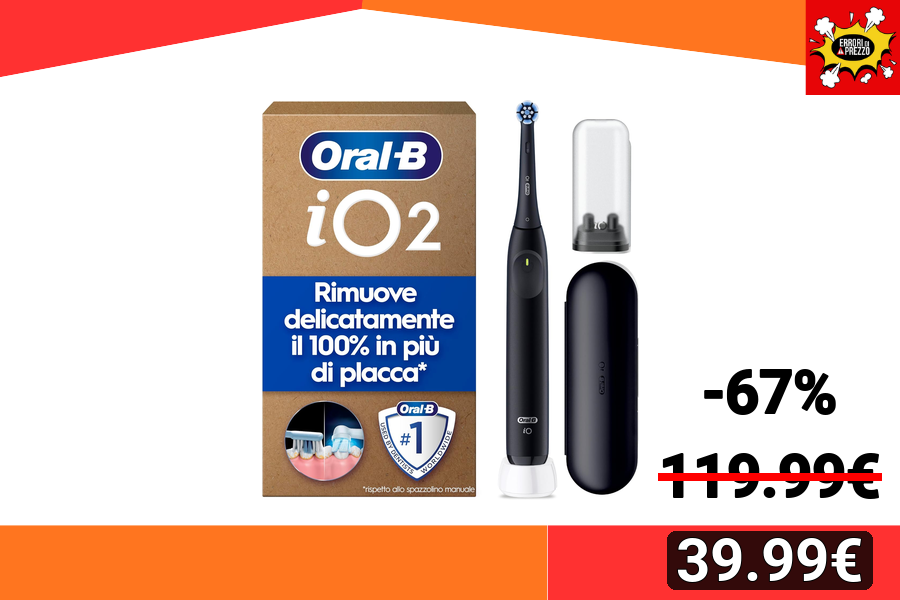 ERRORI DI
PREZZO
Oral-B
iO2
Rimuove
delicatamente
il 100% in più
di placca*
Oral-B
#1
USED BY DENTISTS WORLDWIDE
*rispetto allo spazzolino manuale
Oral-B
iO
-67%
119.99€
39.99€